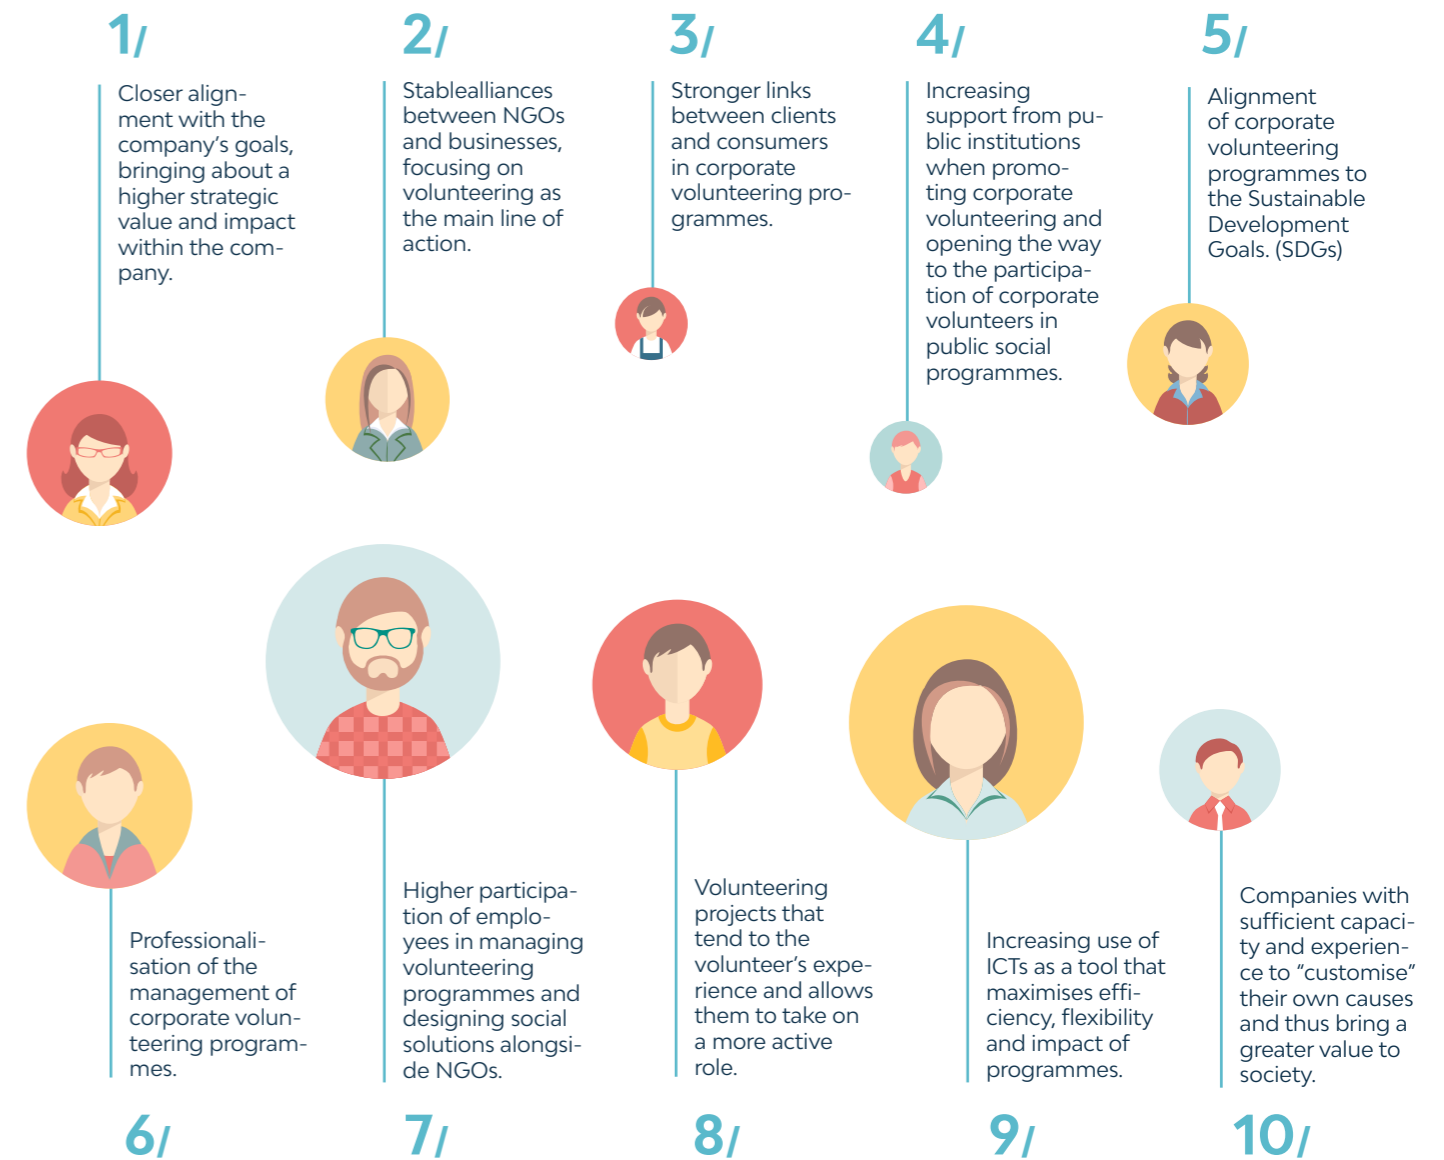 1/
Closer align-
ment with the
company's goals,
bringing about a
higher strategic
value and impact
within the com-
pany.
2/
Stablealliances
between NGOs
and businesses,
focusing on
volunteering as
the main line of
action.
3/
Stronger links
between clients
and consumers
in corporate
volunteering pro-
grammes.
4/
Increasing
support from pu-
blic institutions
when promo-
ting corporate
volunteering and
opening the way
to the participa-
tion of corporate
volunteers in
public social
programmes.
5/
Alignment
of corporate
volunteering
programmes to
the Sustainable
Development
Goals. (SDGs)
Professionali-
sation of the
management of
corporate volun-
teering program-
mes.
6/
Higher participa-
tion of emplo-
yees in managing
volunteering
programmes and
designing social
solutions alongsi-
de NGOs.
7/
Volunteering
projects that
tend to the
volunteer's expe-
rience and allows
them to take on
a more active
role.
8/
Increasing use of
ICTs as a tool that
maximises effi-
ciency, flexibility
and impact of
programmes.
9/
Companies with
sufficient capaci-
ty and experien-
ce to “customise”
their own causes
and thus bring a
greater value to
society.
10/